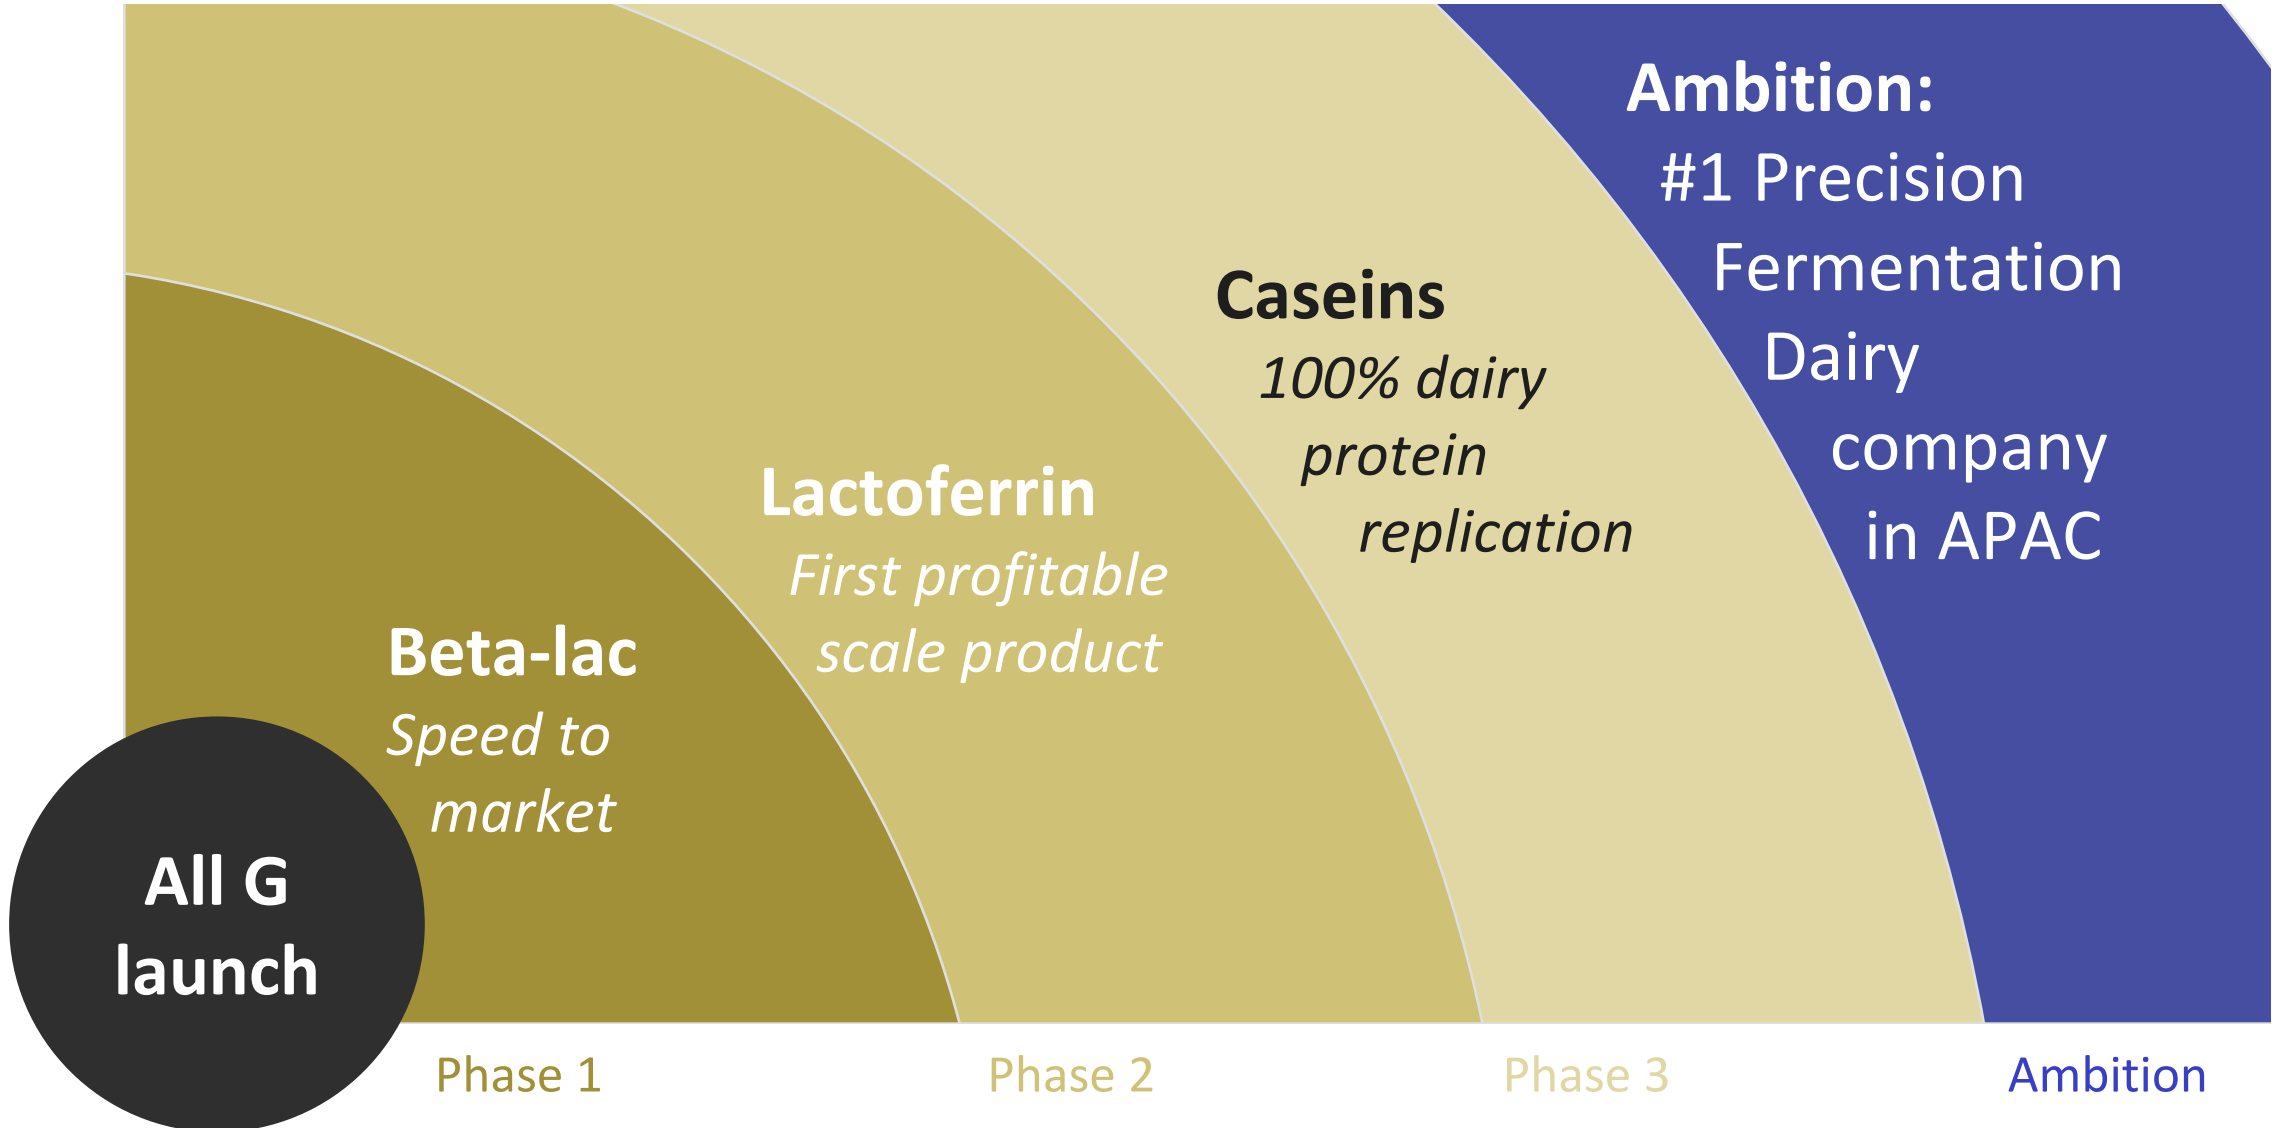 Ambition:
#1 Precision
Fermentation
Dairy
company
in APAC
Caseins
100% dairy
protein
replication
Lactoferrin
First profitable
scale product
Beta-lac
Speed to
market
All G
launch
Phase 1
Phase 2
Phase 3
Ambition